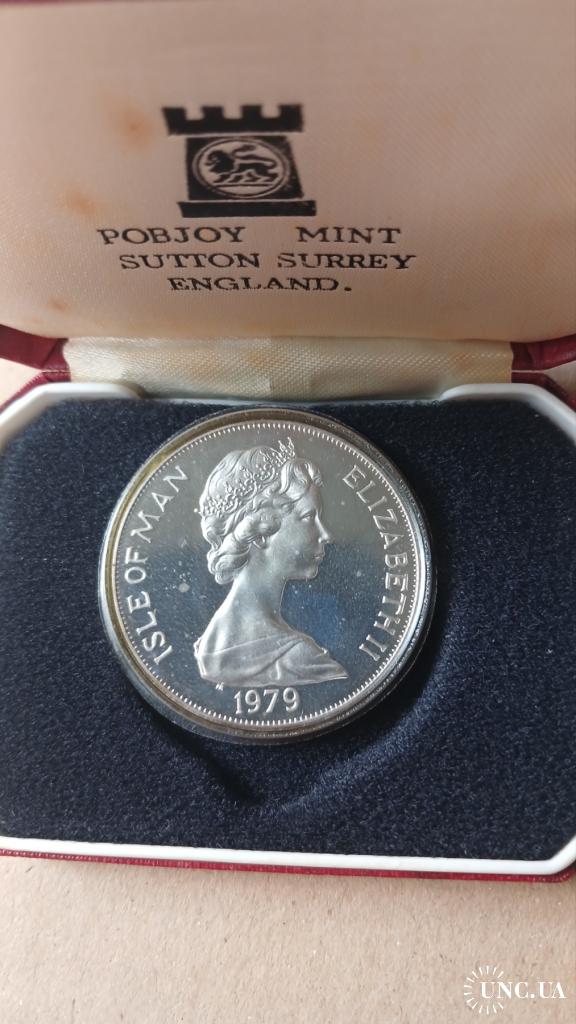 POBJOY MINT
SUTTON SURREY
ENGLAND.
ISLE OF MAN
ELIZABETH II
1979
UNC.UA